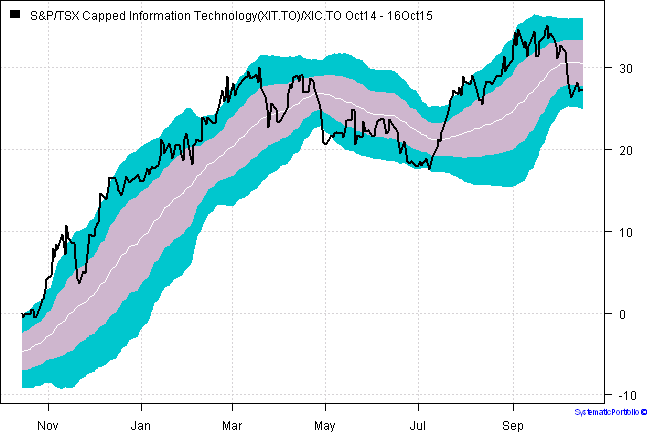 S&P/TSX Capped Information Technology(XIT.TO)/XIC.TO Oct14 - 16Oct15
30
20
10
0
-10
Nov Jan Mar May Jul Sep
SystematicPortfolio ©